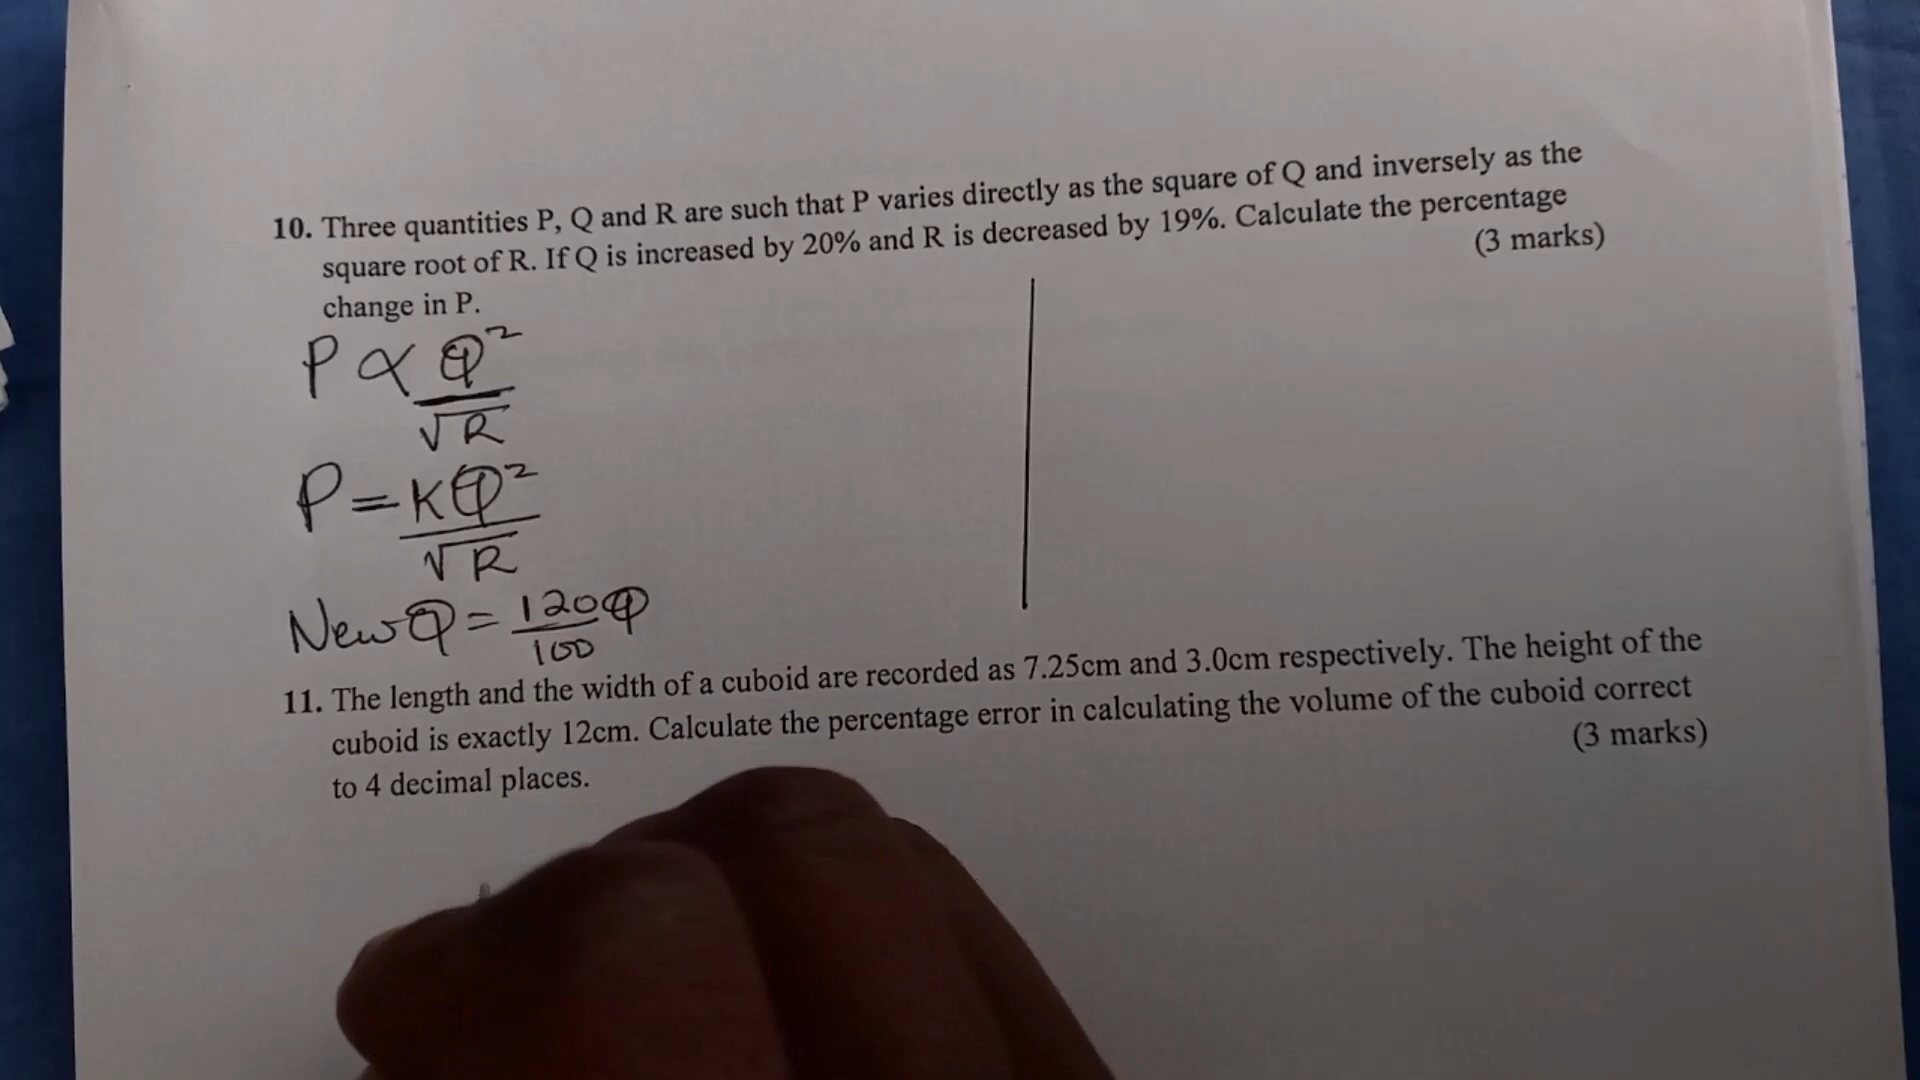 10. Three quantities P, Q and R are such that P varies directly as the square of Q and inversely as the
square root of R. If Q is increased by 20% and R is decreased by 19%. Calculate the percentage
change in P.
(3 marks)
P ∝ Q²
√R
P = KQ²
√R
New Q = 120Q
100
11. The length and the width of a cuboid are recorded as 7.25cm and 3.0cm respectively. The height of the
cuboid is exactly 12cm. Calculate the percentage error in calculating the volume of the cuboid correct
to 4 decimal places.
(3 marks)